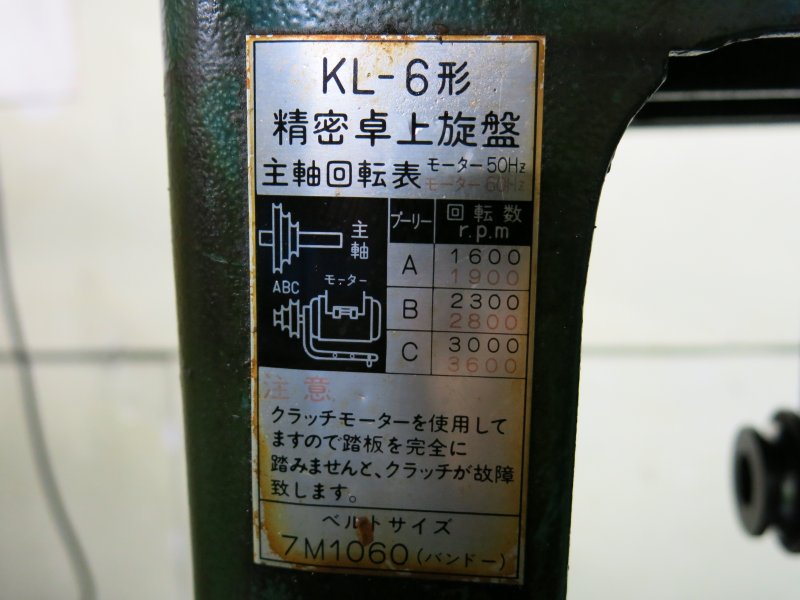 KL-6形
精密卓上旋盤
主軸回転表 モーター50Hz
モーター60Hz
プーリー 回転数 r.p.m
主軸
ABC モーター
A 1600
1900
B 2300
2800
C 3000
3600
注意
クラッチモーターを使用して
ますので踏板を完全に
踏みませんと、クラッチが故障
致します。
ベルトサイズ
7M1060(バンドー)